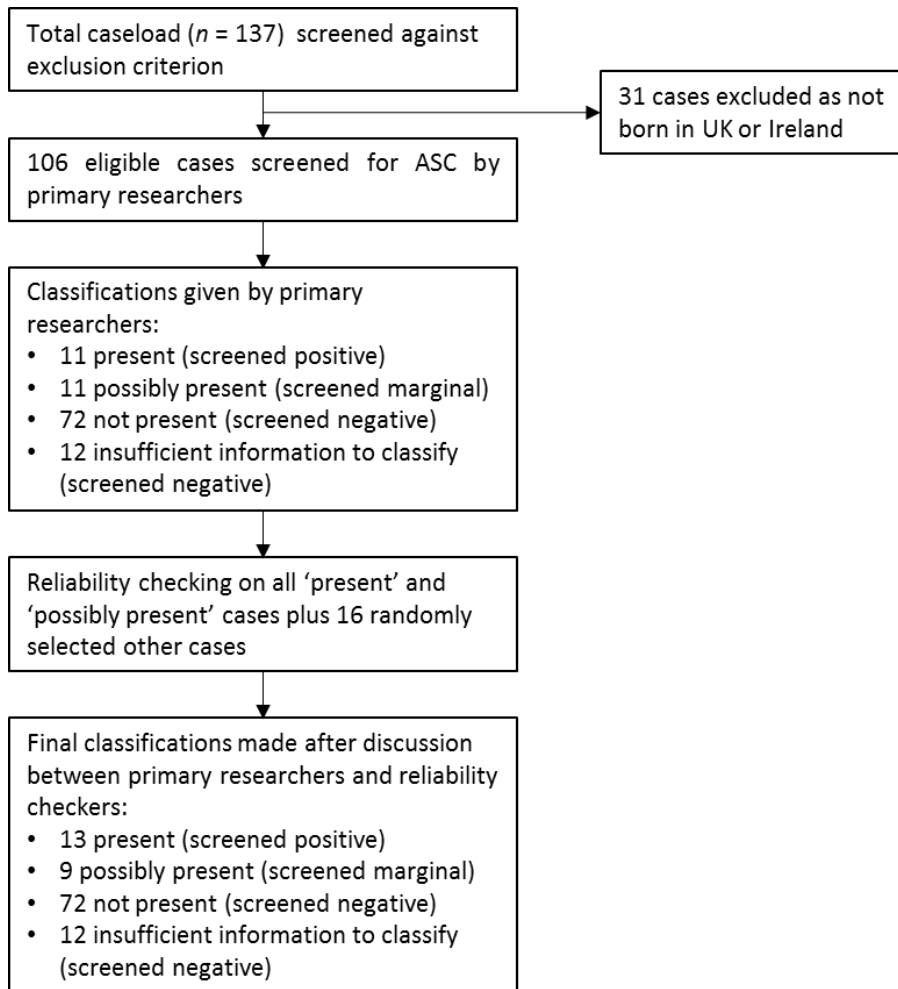 Total caseload (n = 137) screened against
exclusion criterion
31 cases excluded as not
born in UK or Ireland
106 eligible cases screened for ASC by
primary researchers
Classifications given by primary
researchers:
• 11 present (screened positive)
• 11 possibly present (screened marginal)
• 72 not present (screened negative)
• 12 insufficient information to classify
(screened negative)
Reliability checking on all ‘present’ and
‘possibly present’ cases plus 16 randomly
selected other cases
Final classifications made after discussion
between primary researchers and reliability
checkers:
• 13 present (screened positive)
• 9 possibly present (screened marginal)
• 72 not present (screened negative)
• 12 insufficient information to classify
(screened negative)